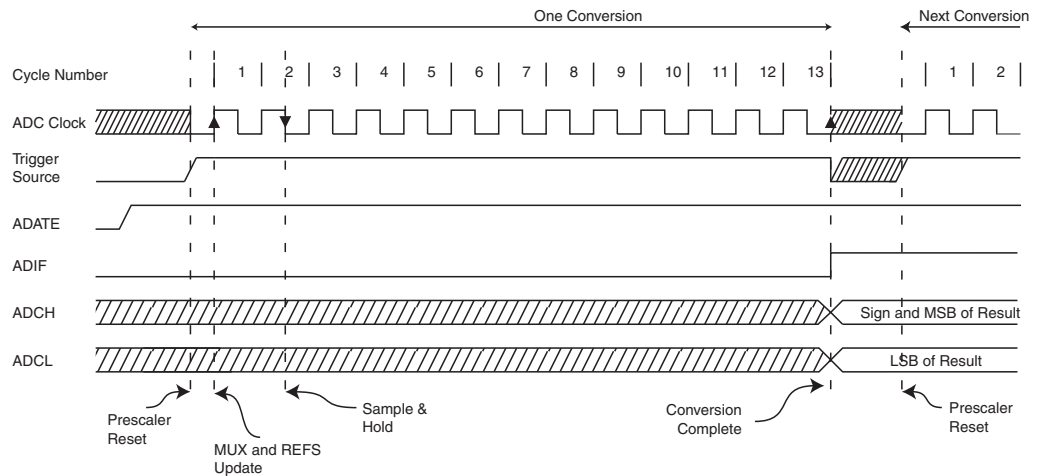 One Conversion
Next Conversion
Cycle Number
1 2 3 4 5 6 7 8 9 10 11 12 13 1 2
ADC Clock
Trigger
Source
ADATE
ADIF
ADCH
Sign and MSB of Result
ADCL
LSB of Result
Prescaler
Reset
MUX and REFS
Update
Sample &
Hold
Conversion
Complete
Prescaler
Reset